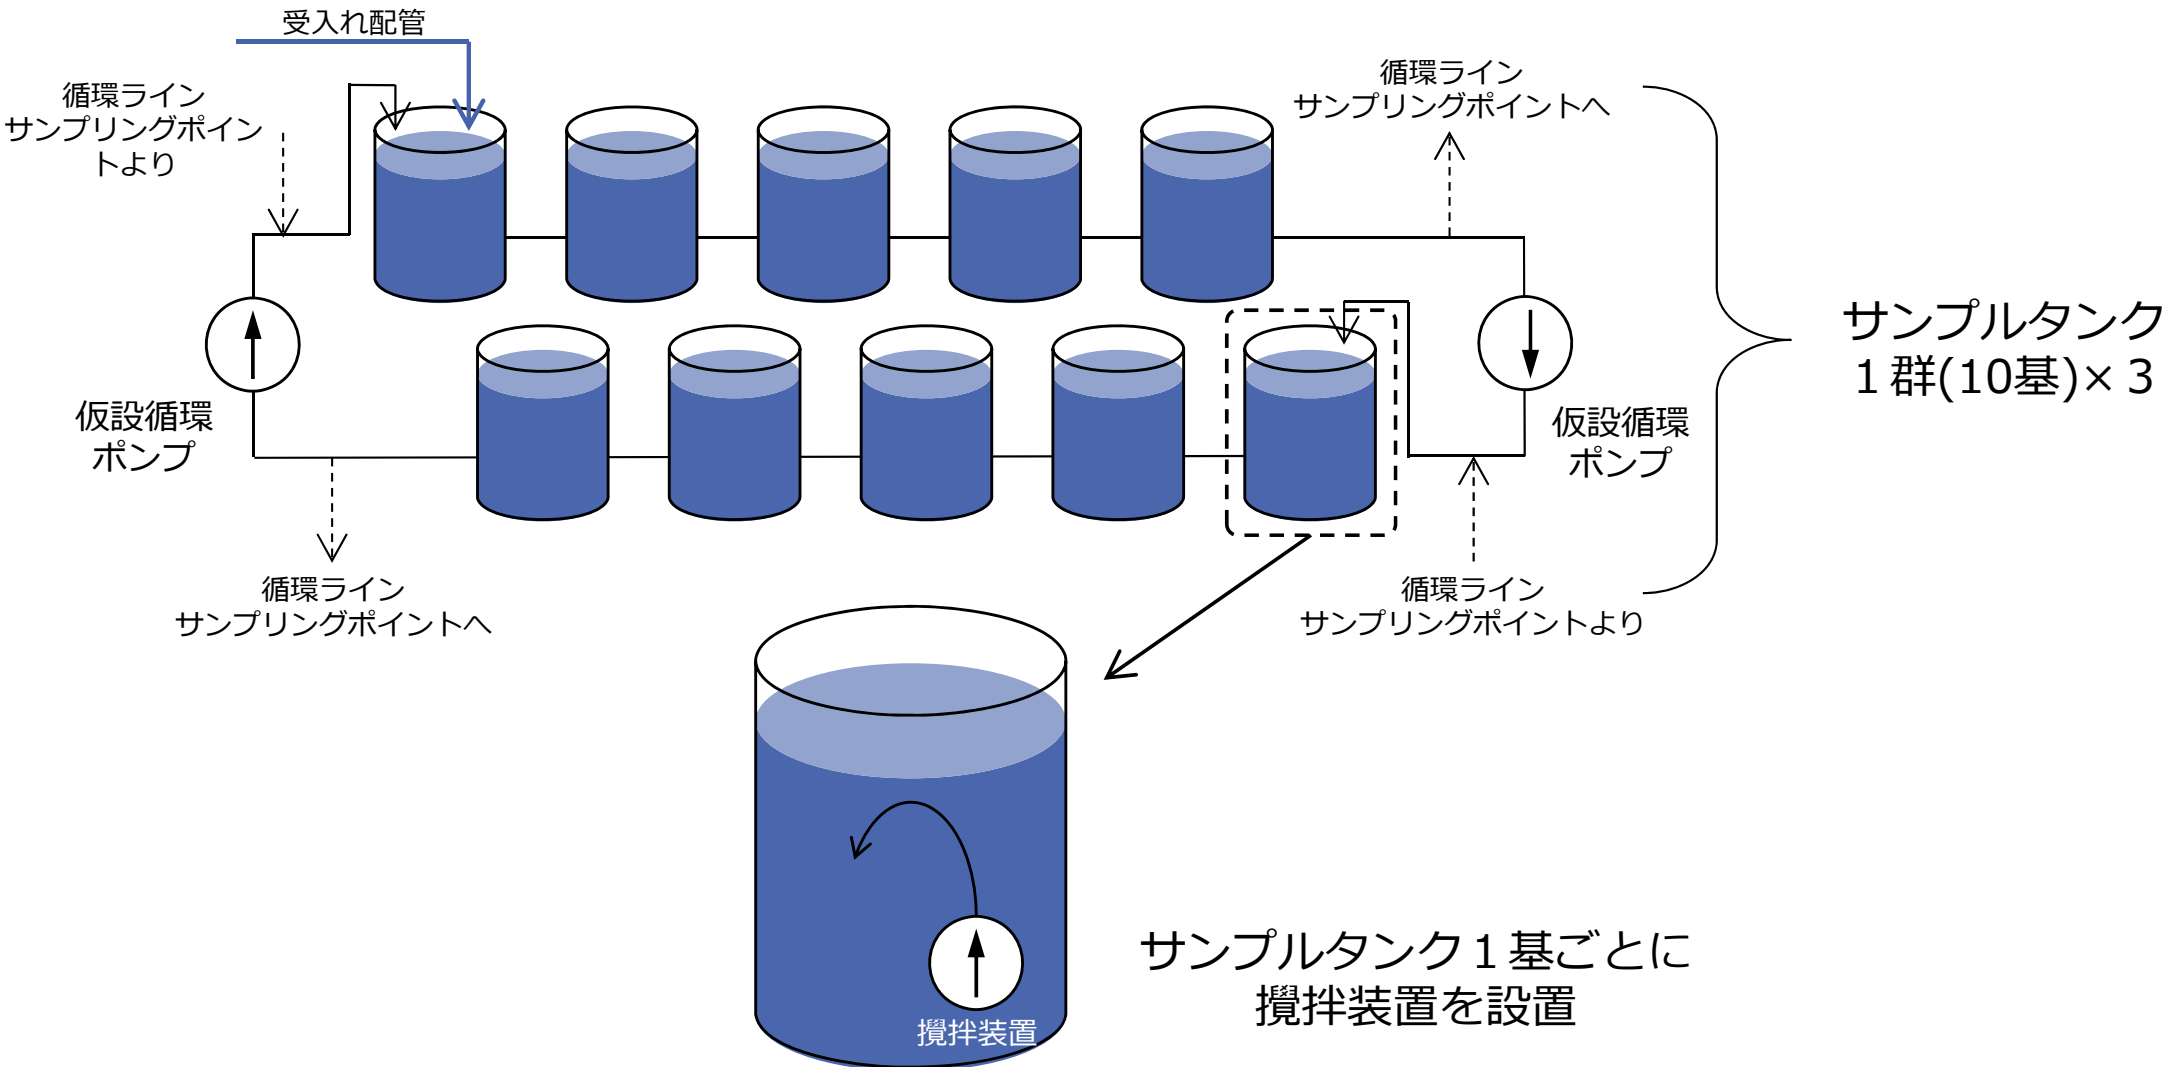 受入れ配管
循環ライン
サンプリングポイン
トより
循環ライン
サンプリングポイントへ
仮設循環
ポンプ
仮設循環
ポンプ
サンプルタンク
１群(10基)×３
循環ライン
サンプリングポイントへ
循環ライン
サンプリングポイントより
攪拌装置
サンプルタンク１基ごとに
攪拌装置を設置